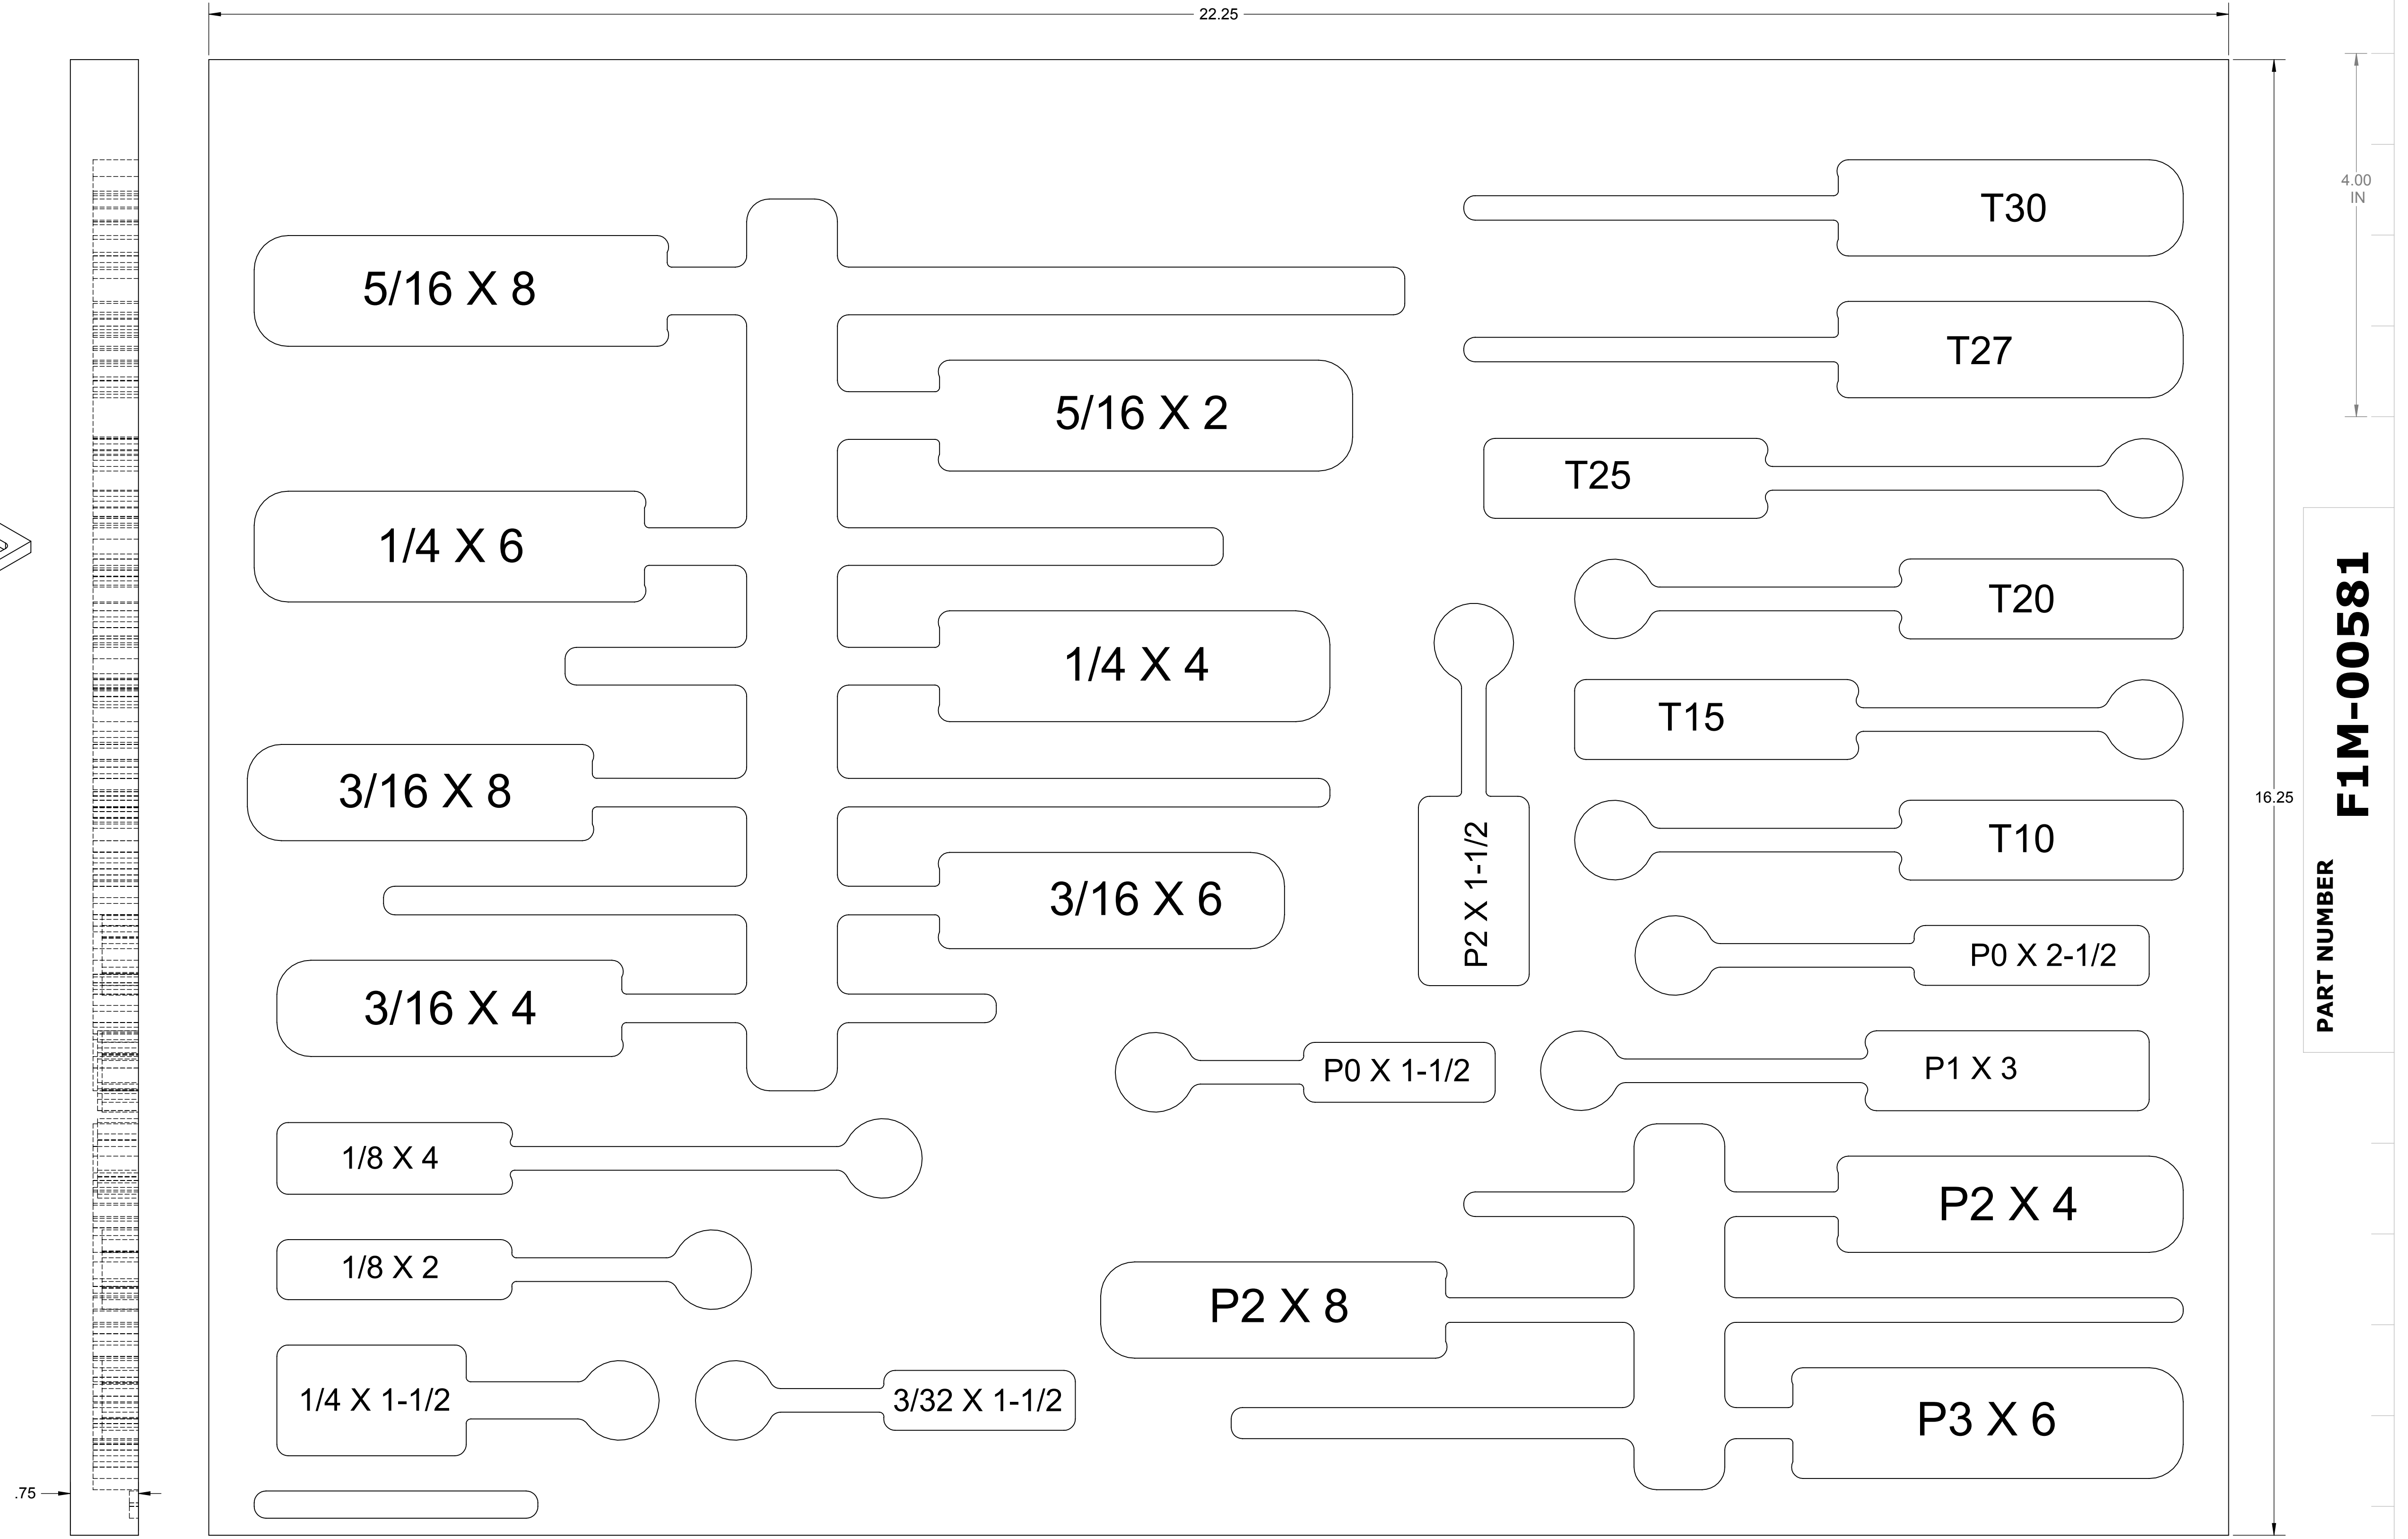 22.25
T30
4.00
IN
5/16 X 8
T27
5/16 X 2
T25
1/4 X 6
T20
1/4 X 4
T15
3/16 X 8
16.25
F1M-00581
PART NUMBER
T10
P2 X 1-1/2
3/16 X 6
P0 X 2-1/2
3/16 X 4
P0 X 1-1/2
P1 X 3
1/8 X 4
P2 X 4
1/8 X 2
P2 X 8
1/4 X 1-1/2
3/32 X 1-1/2
P3 X 6
.75